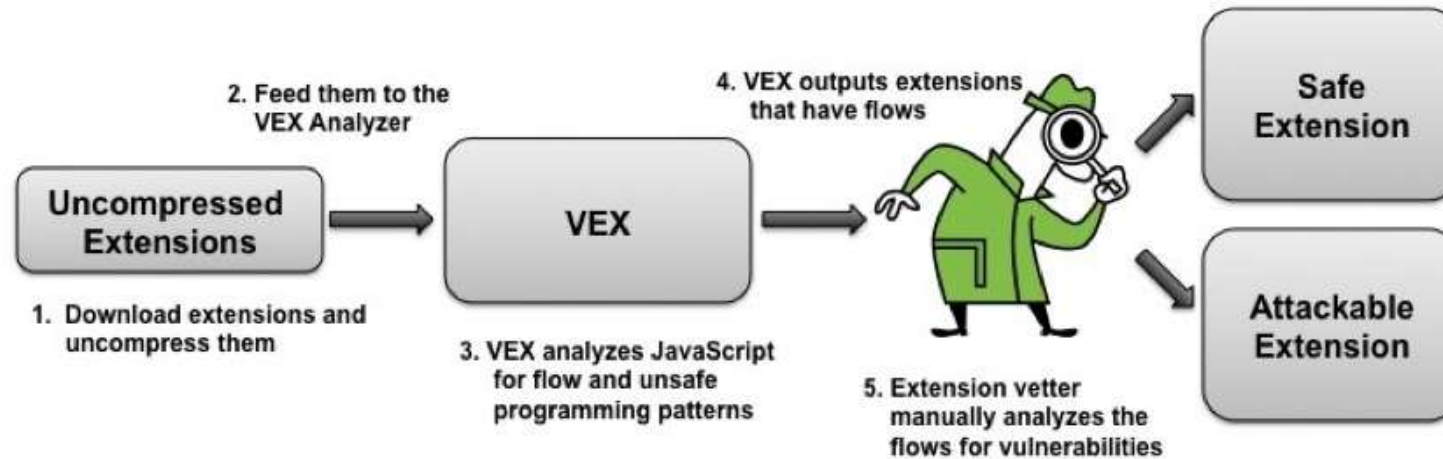 Uncompressed
Extensions
1. Download extensions and
uncompress them
2. Feed them to the
VEX Analyzer
VEX
3. VEX analyzes JavaScript
for flow and unsafe
programming patterns
4. VEX outputs extensions
that have flows
5. Extension vetter
manually analyzes the
flows for vulnerabilities
Safe
Extension
Attackable
Extension